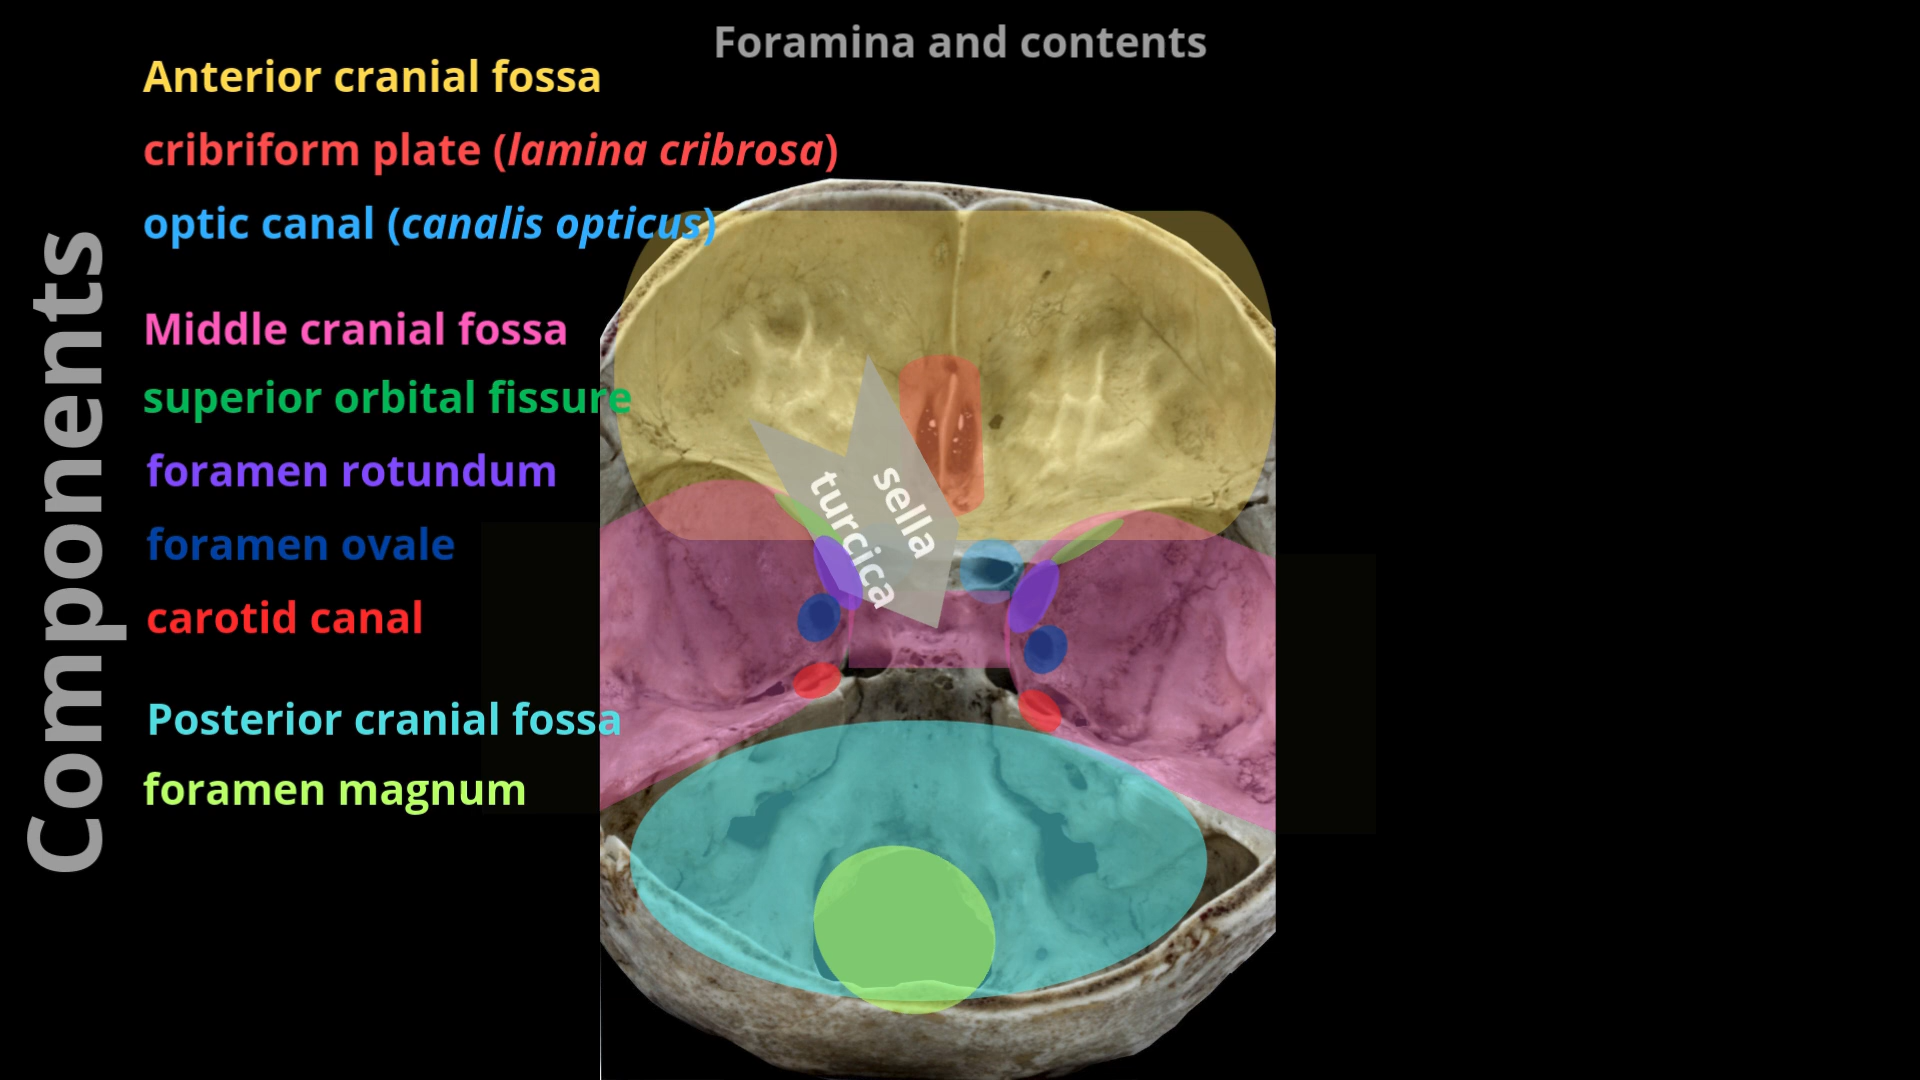 Foramina and contents
Components
Anterior cranial fossa
cribriform plate (lamina cribrosa)
optic canal (canalis opticus)
Middle cranial fossa
superior orbital fissure
foramen rotundum
foramen ovale
carotid canal
Posterior cranial fossa
foramen magnum
sella
turcica